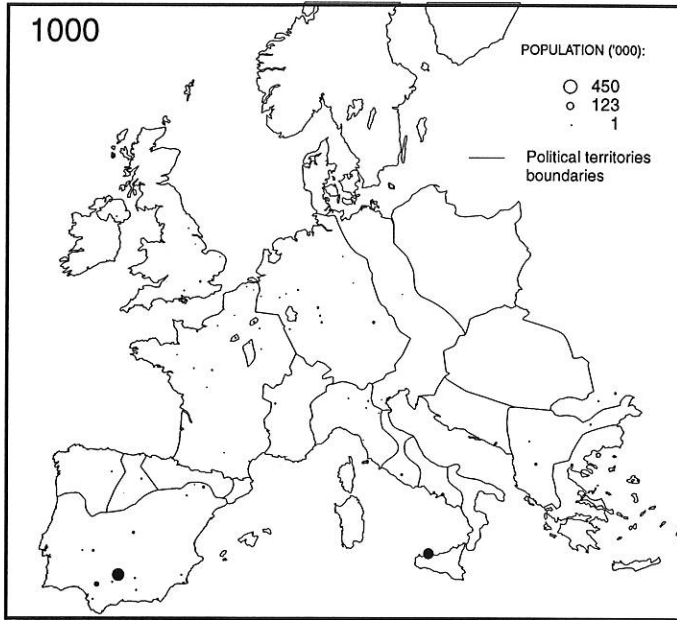 1000
POPULATION ('000):
450
123
1
Political territories
boundaries